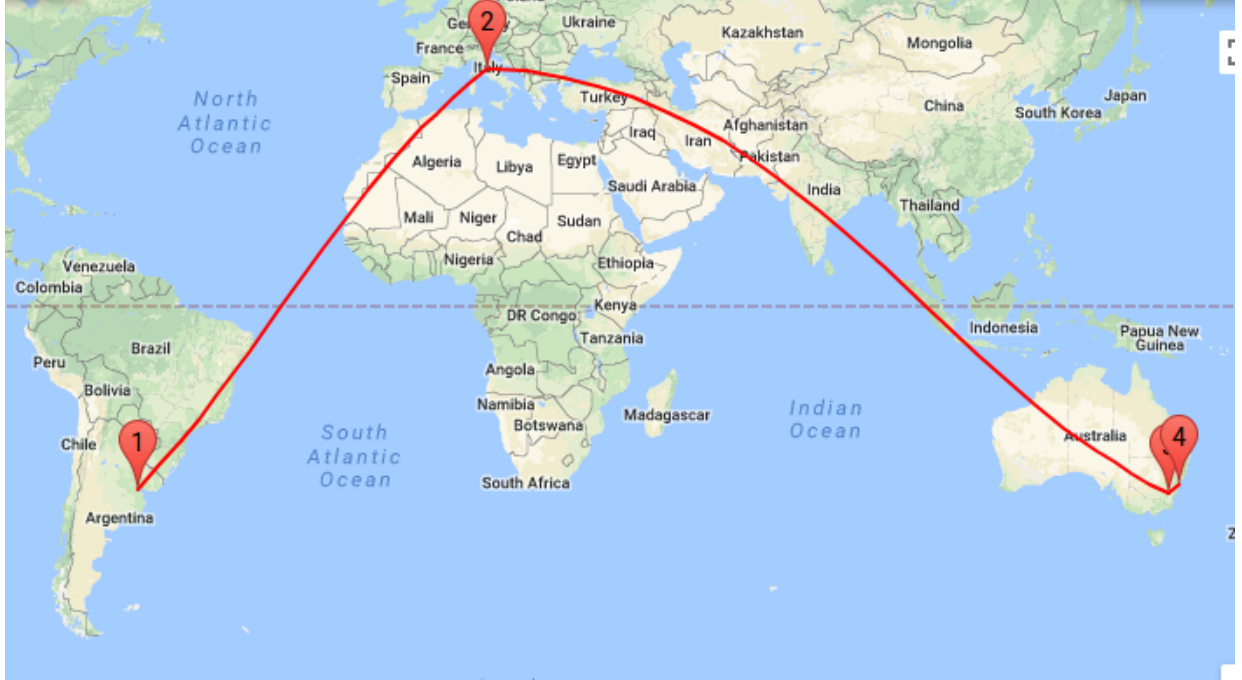 Ukraine
2
Kazakhstan
France
Mongolia
Italy
Spain
Turkey
Japan
North
Atlantic
Ocean
China
South Korea
Afghanistan
Iraq
Iran
Pakistan
Algeria
Libya
Egypt
Saudi Arabia
India
Thailand
Mali
Niger
Sudan
Chad
Nigeria
Ethiopia
Venezuela
Colombia
Kenya
DR Congo
Indonesia
Papua New
Guinea
Tanzania
Brazil
Peru
Angola
Bolivia
Namibia
Madagascar
Botswana
Indian
Ocean
1
Chile
South
Atlantic
Ocean
4
Australia
South Africa
Argentina